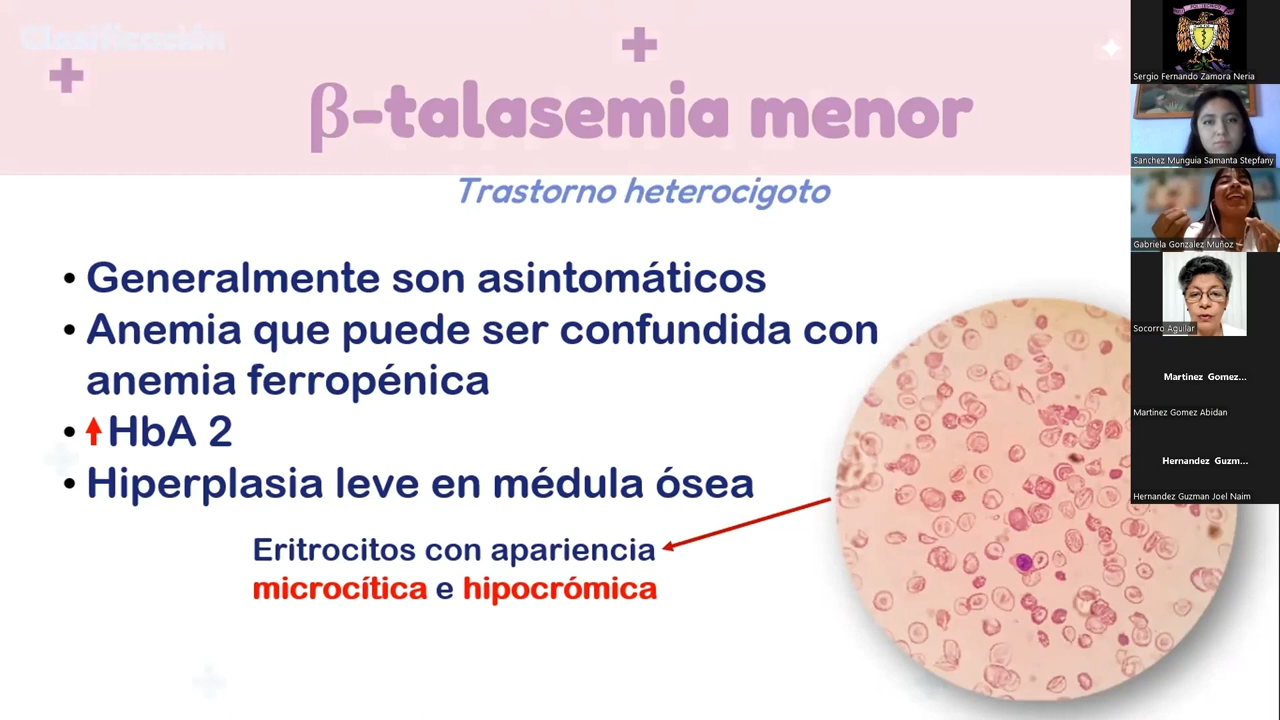 Clasificación
β-talasemia menor
Trastorno heterocigoto
• Generalmente son asintomáticos
• Anemia que puede ser confundida con
anemia ferropénica
• HbA 2
• Hiperplasia leve en médula ósea
Eritrocitos con apariencia
microcítica e hipocrómica
Sergio Fernando Zamora Neria
Sanchez Munguia Samanta Stepfany
Gabriela Gonzalez Muñoz
Socorro Aguilar
Martinez Gomez...
Martinez Gomez Abidan
Hernandez Guzm...
Hernandez Guzman Joel Naim